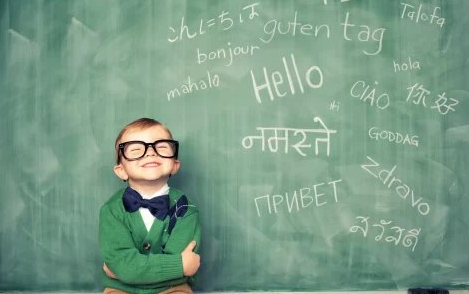 Talofa
こんにちは
guten tag
bonjour
hola
mahalo
Hello
CIAO
你好
hi
नमस्ते
GODDAG
Zdravo
ПРИВЕТ
สวัสดี